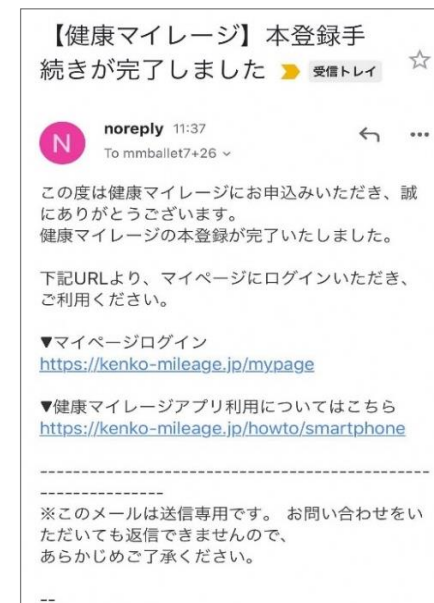 【健康マイレージ】本登録手
続きが完了しました 受信トレイ
N
noreply 11:37
To mmballet7+26
この度は健康マイレージにお申込みいただき、誠
にありがとうございます。
健康マイレージの本登録が完了いたしました。
下記URLより、マイページにログインいただき、
ご利用ください。
▼マイページログイン
https://kenko-mileage.jp/mypage
▼健康マイレージアプリ利用についてはこちら
https://kenko-mileage.jp/howto/smartphone
--------------------------------------------------
---------------
※このメールは送信専用です。 お問い合わせをい
ただいても返信できませんので、
あらかじめご了承ください。
--